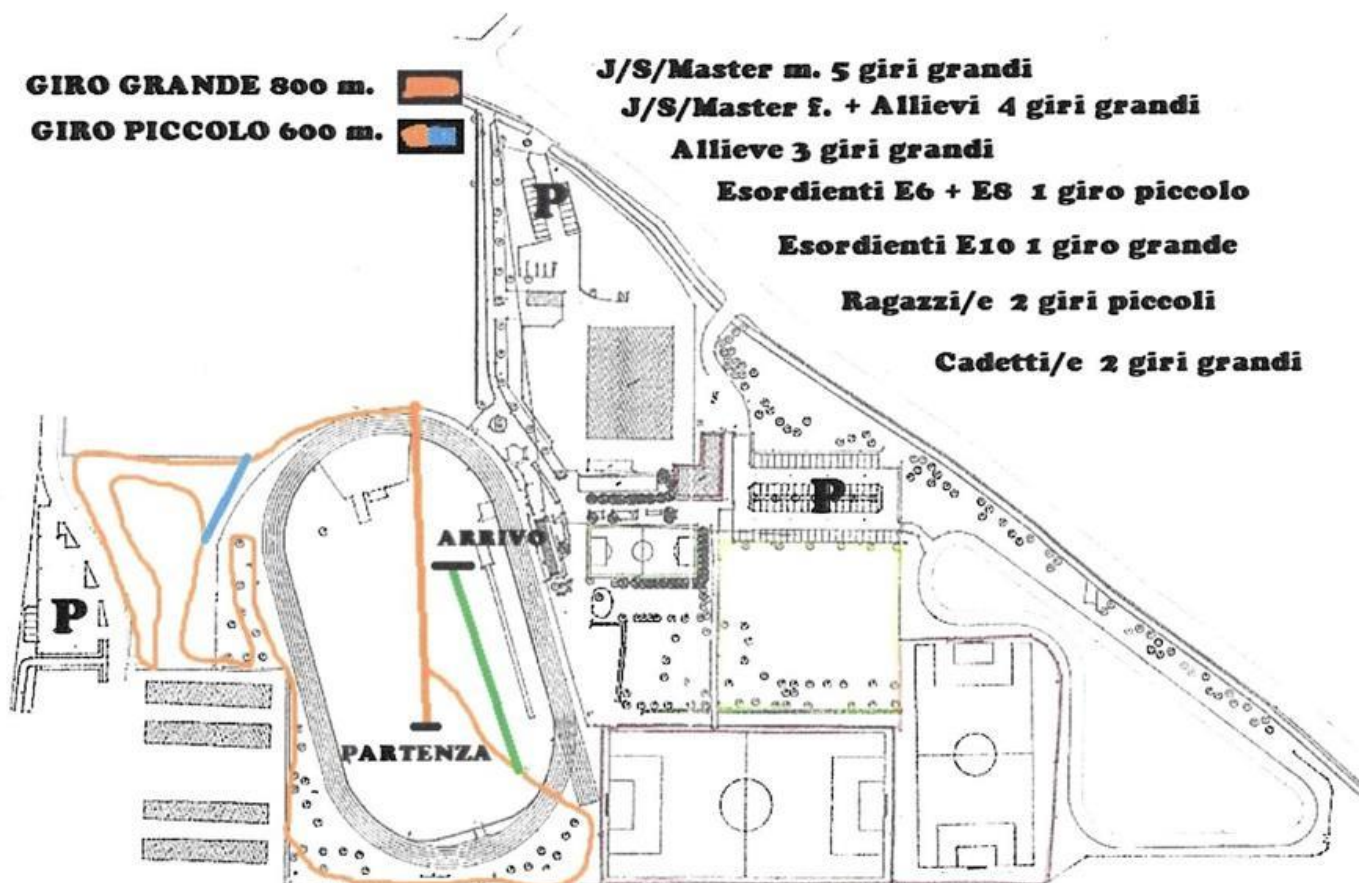 GIRO GRANDE 800 m.
GIRO PICCOLO 600 m.
J/S/Master m. 5 giri grandi
J/S/Master f. + Allievi 4 giri grandi
Allieve 3 giri grandi
Esordienti E6 + E8 1 giro piccolo
Esordienti E10 1 giro grande
Ragazzi/e 2 giri piccoli
Cadetti/e 2 giri grandi
P
P
ARRIVO
P
PARTENZA